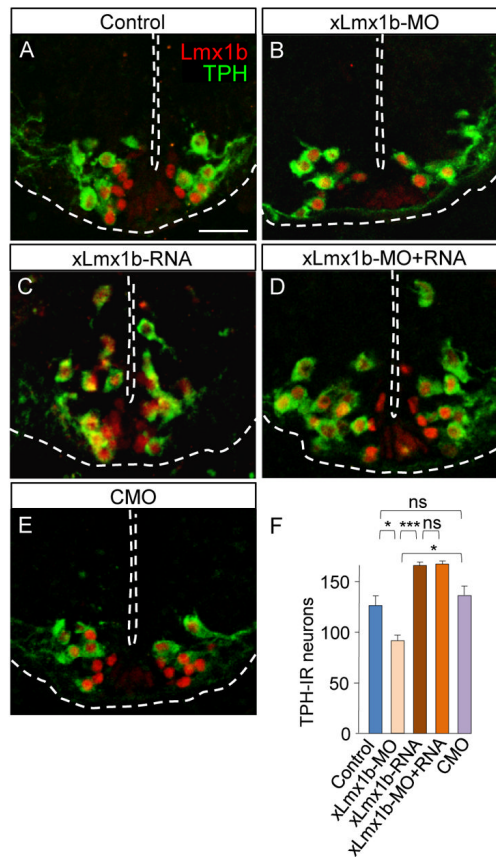 Control
xLmx1b-MO
A
Lmx1b
TPH
B
xLmx1b-RNA
xLmx1b-MO+RNA
C
D
CMO
E
F
ns
* *** ns
*
150
100
50
0
TPH-IR neurons
Control
xLmx1b-MO
xLmx1b-RNA
xLmx1b-MO+RNA
CMO